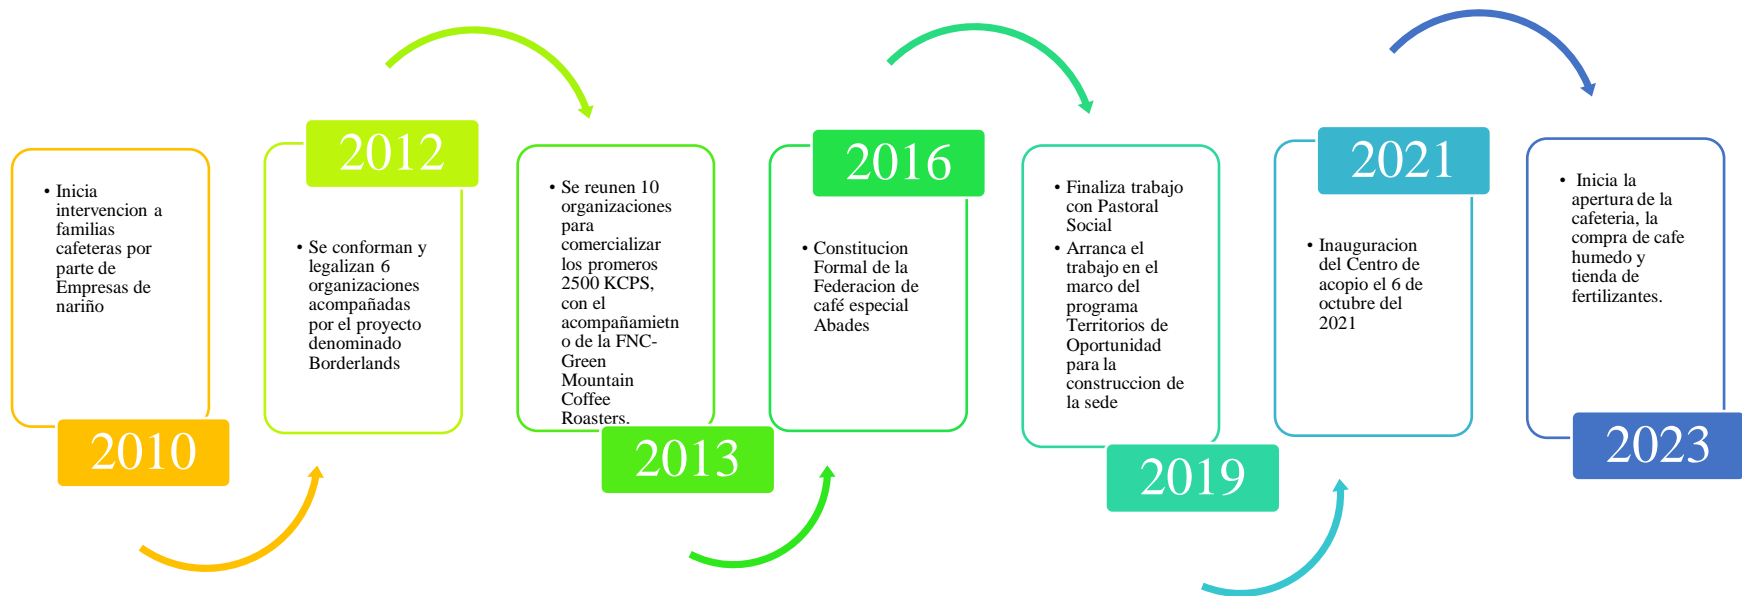 • Inicia
intervencion a
familias
cafeteras por
parte de
Empresas de
nariño
2010
2012
• Se conforman y
legalizan 6
organizaciones
acompañadas
por el proyecto
denominado
Borderlands
• Se reunen 10
organizaciones
para
comercializar
los promeros
2500 KCPS,
con el
acompañamietn
o de la FNC-
Green
Mountain
Coffee
Roasters.
2013
2016
• Constitucion
Formal de la
Federacion de
café especial
Abades
• Finaliza trabajo
con Pastoral
Social
• Arranca el
trabajo en el
marco del
programa
Territorios de
Oportunidad
para la
construccion de
la sede
2019
2021
• Inauguracion
del Centro de
acopio el 6 de
octubre del
2021
• Inicia la
apertura de la
cafeteria, la
compra de cafe
humedo y
tienda de
fertilizantes.
2023